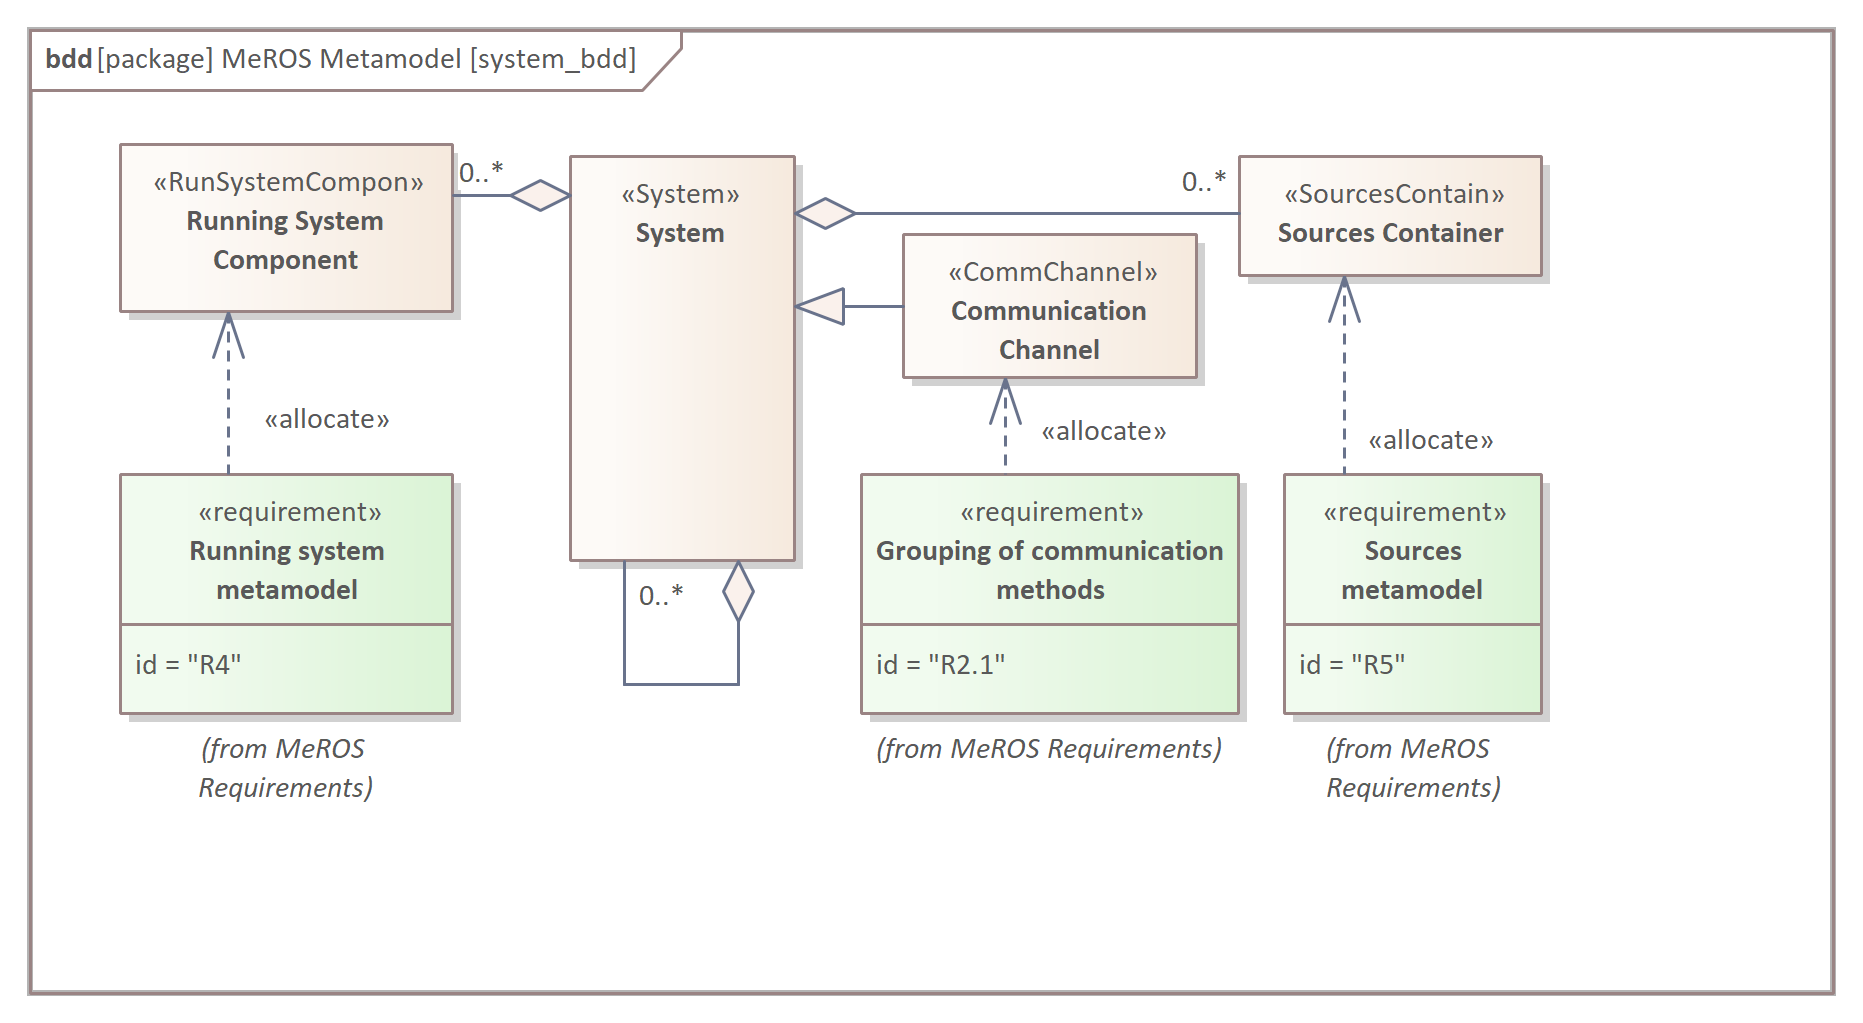 bdd [package] MeROS Metamodel [system_bdd]
«RunSystemCompon»
Running System
Component
0..*
«System»
System
0..*
«SourcesContain»
Sources Container
«CommChannel»
Communication
Channel
«allocate»
«allocate»
«allocate»
«requirement»
Running system
metamodel
id = "R4"
(from MeROS
Requirements)
0..*
«requirement»
Grouping of communication
methods
id = "R2.1"
(from MeROS Requirements)
«requirement»
Sources
metamodel
id = "R5"
(from MeROS
Requirements)